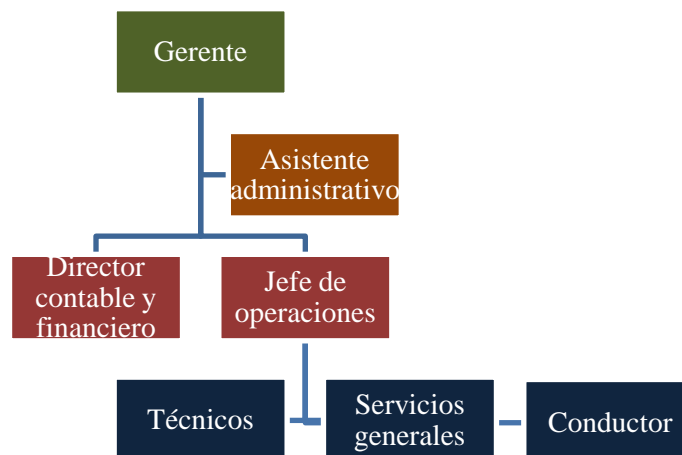 Gerente
Asistente
administrativo
Director
contable y
financiero
Jefe de
operaciones
Técnicos
Servicios
generales
Conductor